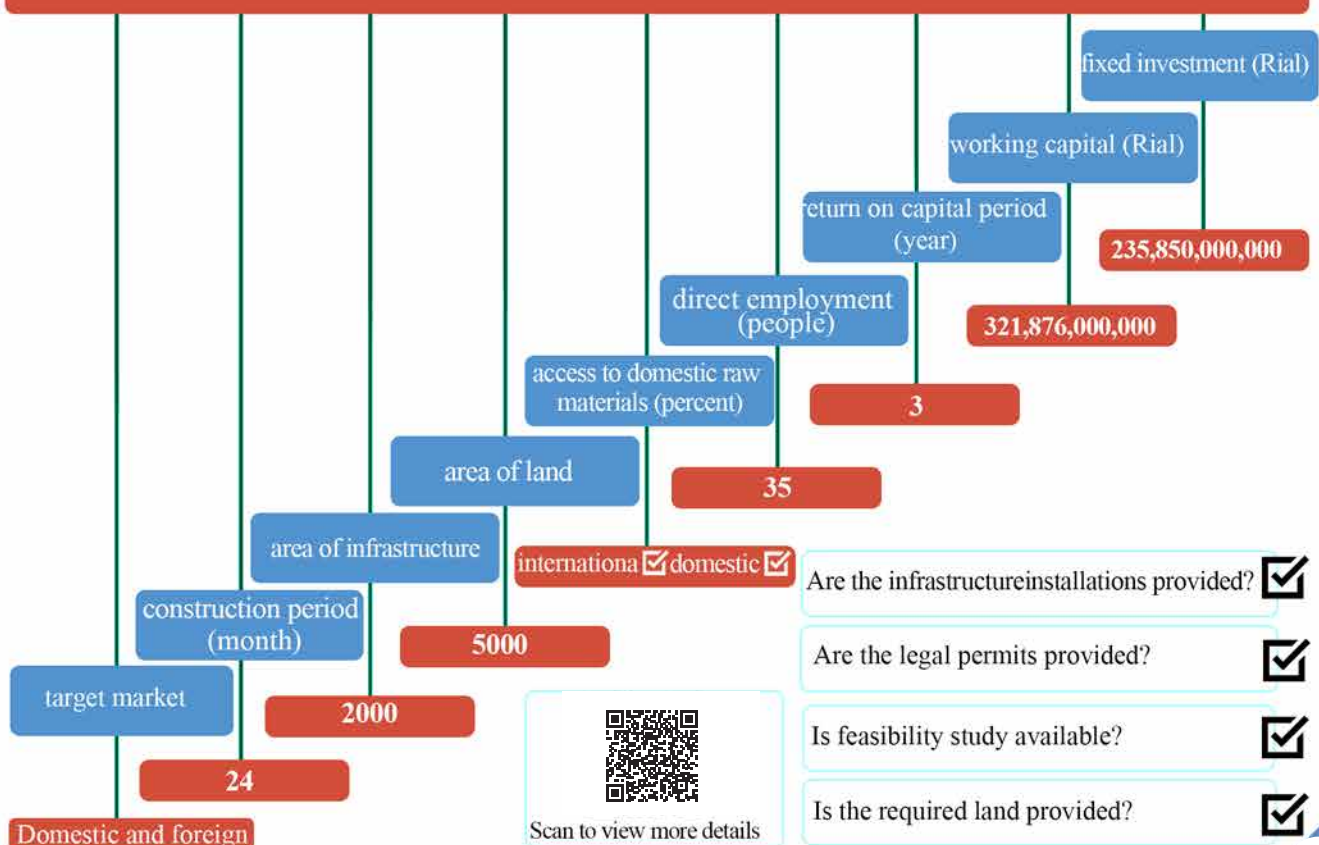 fixed investment (Rial)
235,850,000,000
working capital (Rial)
321,876,000,000
return on capital period
(year)
3
direct employment
(people)
35
access to domestic raw
materials (percent)
internationa ☑ domestic ☑
area of land
5000
area of infrastructure
2000
construction period
(month)
24
target market
Domestic and foreign
Scan to view more details
Are the infrastructureinstallations provided? ☑
Are the legal permits provided? ☑
Is feasibility study available? ☑
Is the required land provided? ☑